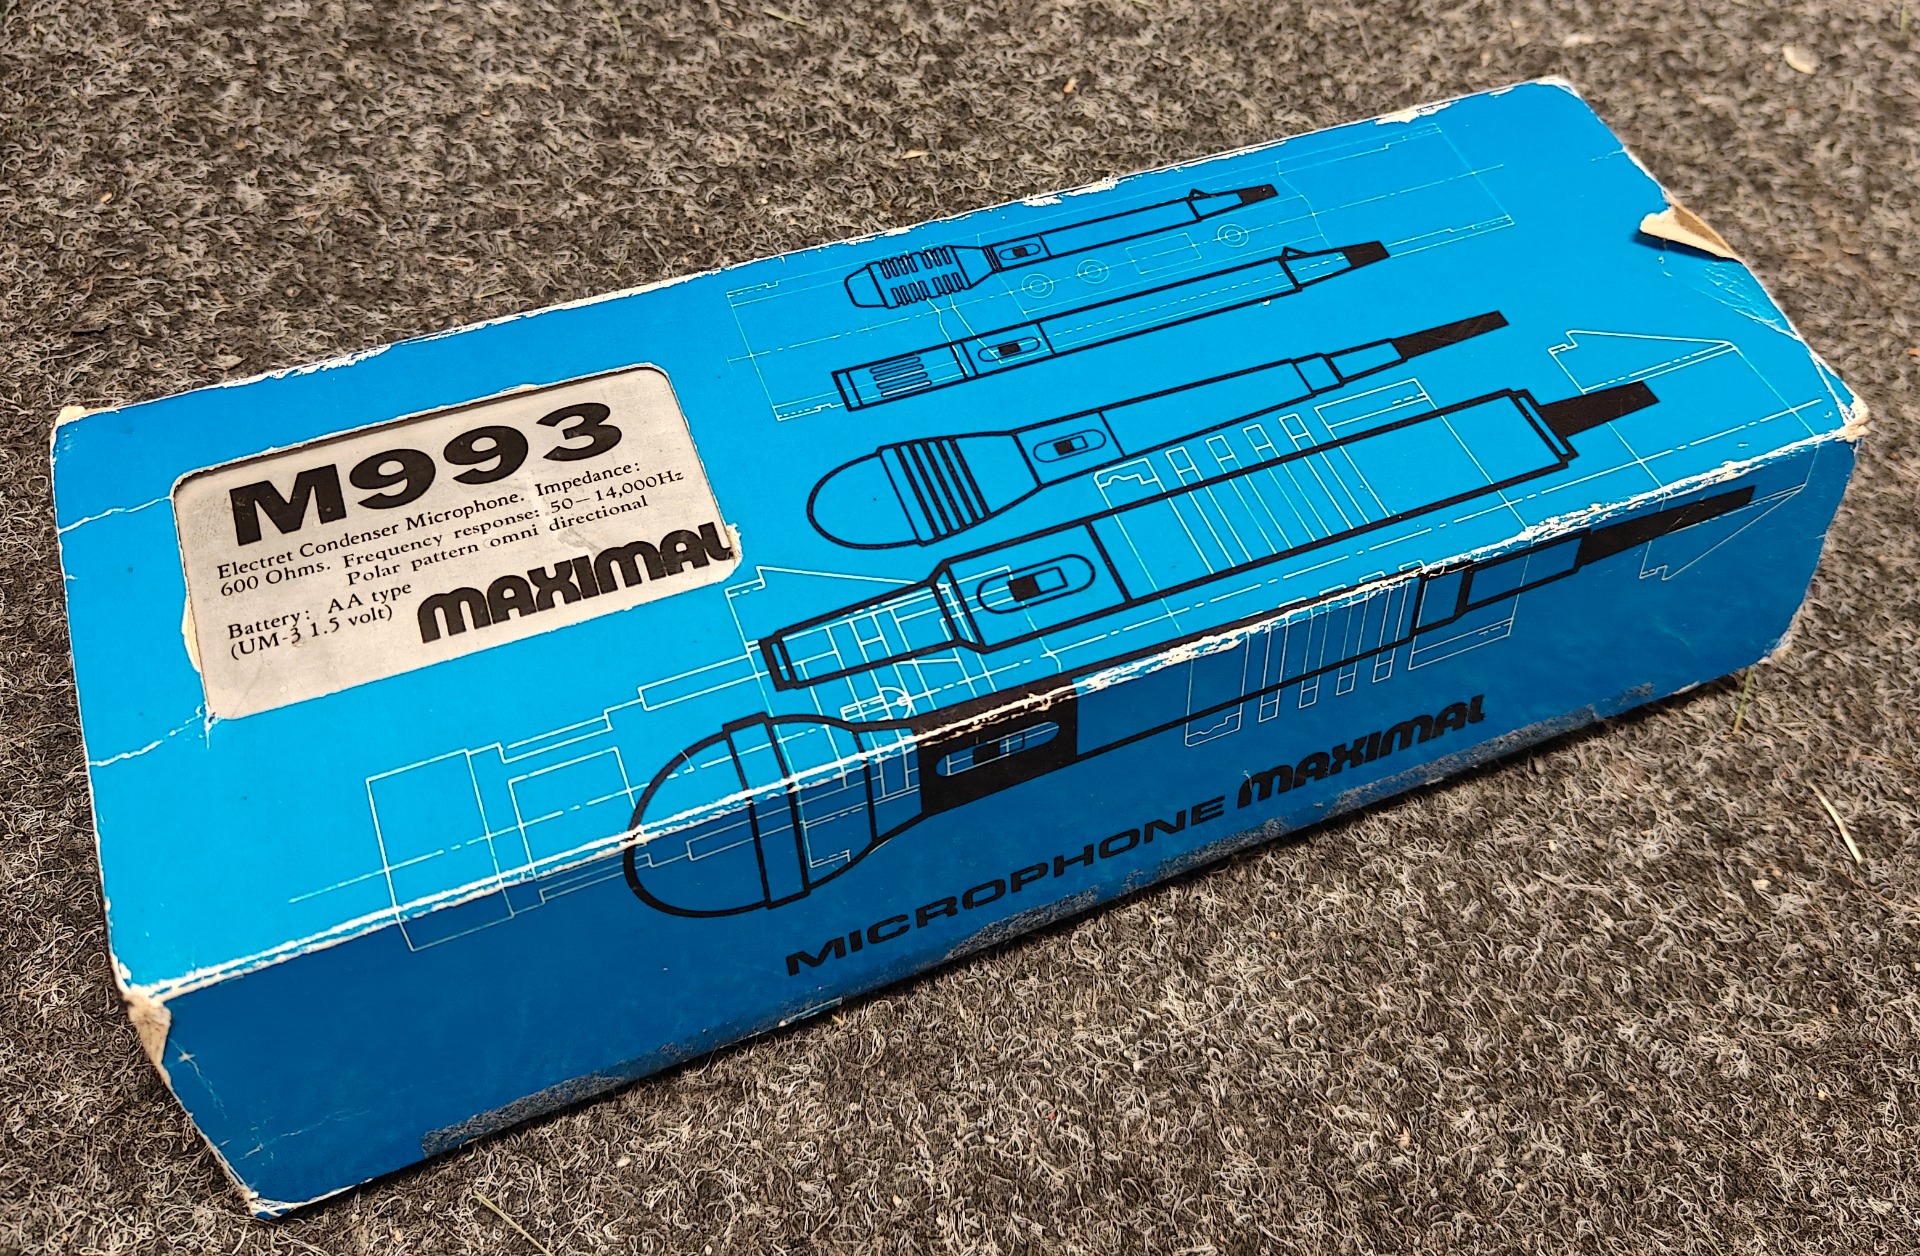 M993
Electret Condenser Microphone. Impedance:
600 Ohms. Frequency response: 50–14,000Hz
Polar pattern omni directional
Battery: AA type
(UM-3 1.5 volt)
MAXIMAL
MICROPHONE MAXIMAL